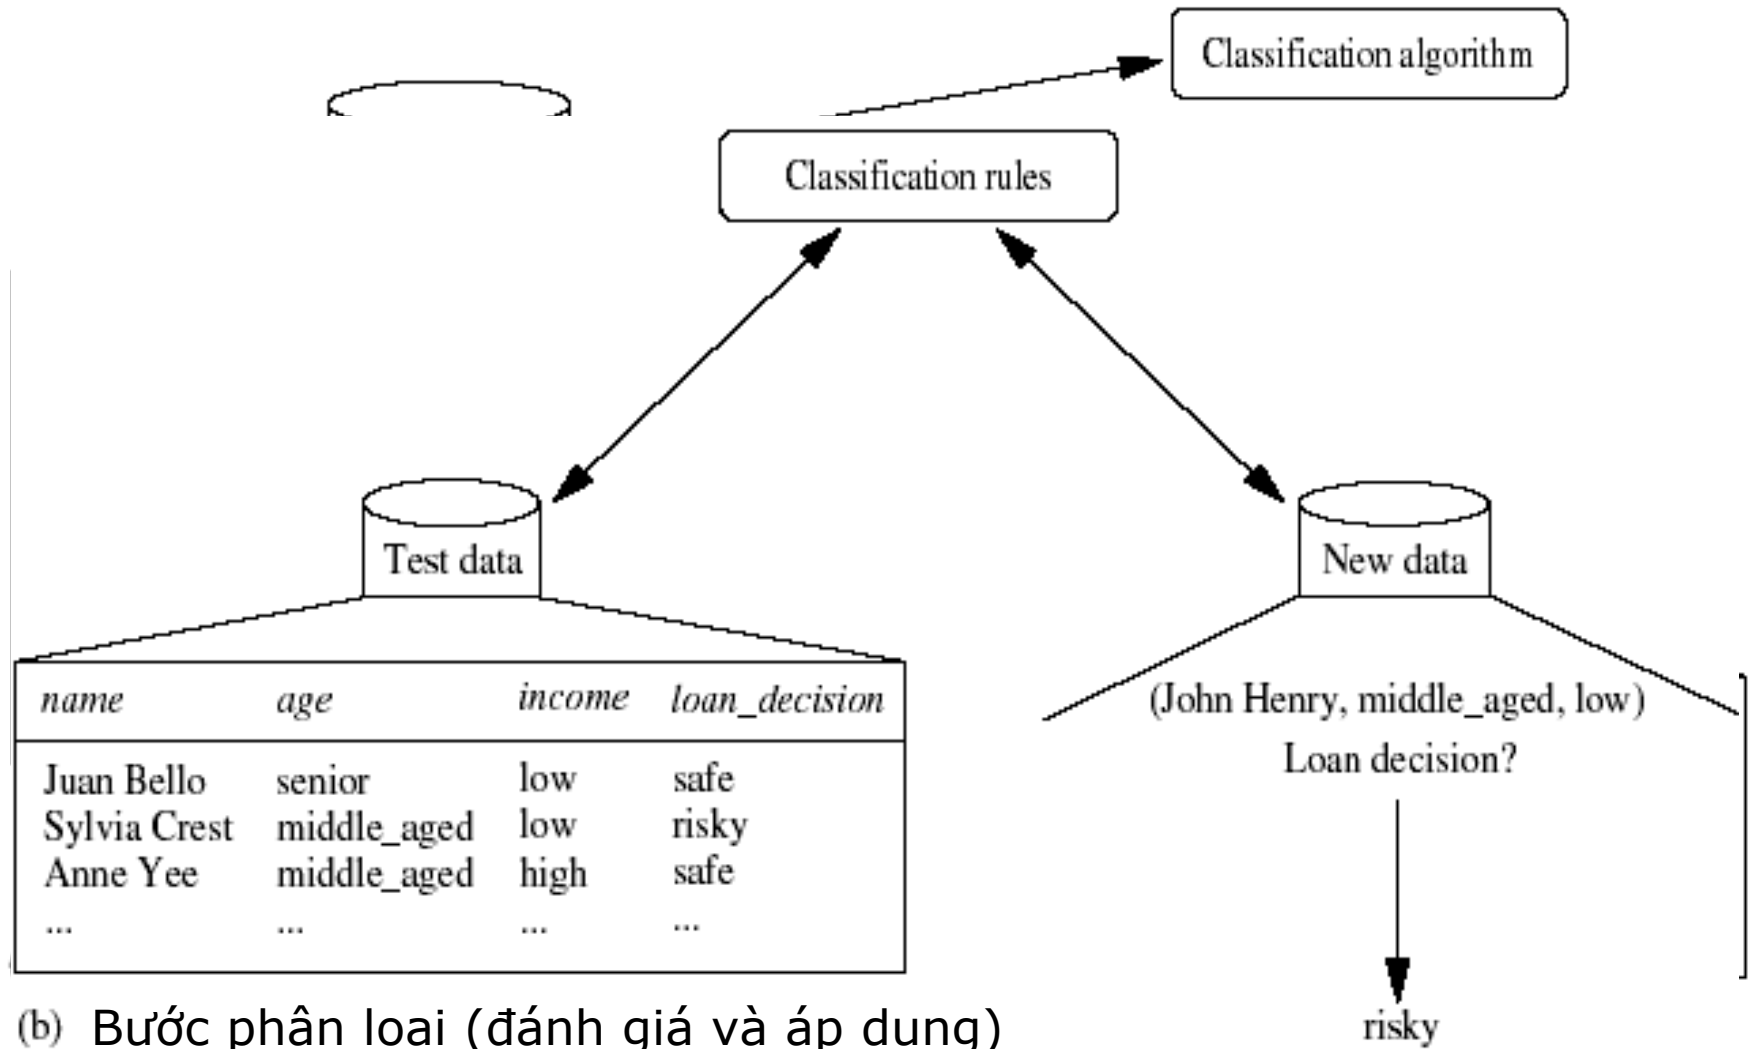 Classification algorithm
Classification rules
Test data
New data
name age income loan_decision
Juan Bello senior low safe
Sylvia Crest middle_aged low risky
Anne Yee middle_aged high safe
... ... ... ...
(John Henry, middle_aged, low)
Loan decision?
risky
(b) Bước phân loại (đánh giá và áp dụng)